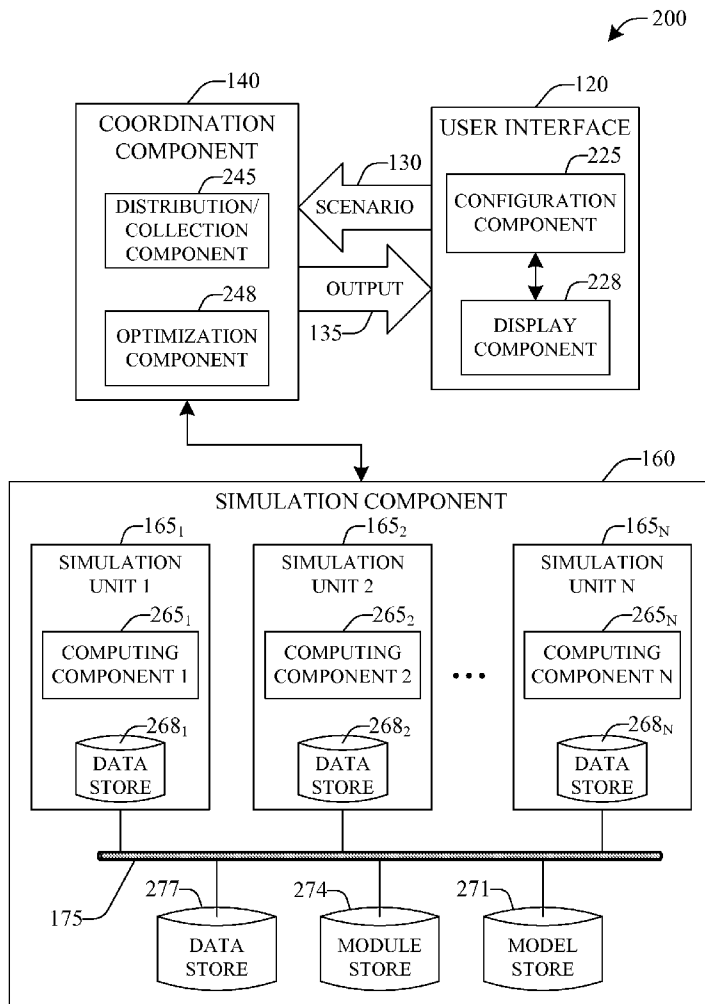 200
140
120
COORDINATION
COMPONENT
USER INTERFACE
245
130
225
DISTRIBUTION/
COLLECTION
COMPONENT
SCENARIO
CONFIGURATION
COMPONENT
248
OUTPUT
228
OPTIMIZATION
COMPONENT
135
DISPLAY
COMPONENT
160
SIMULATION COMPONENT
165₁
165₂
165N
SIMULATION
UNIT 1
SIMULATION
UNIT 2
SIMULATION
UNIT N
265₁
265₂
265N
COMPUTING
COMPONENT 1
COMPUTING
COMPONENT 2
...
COMPUTING
COMPONENT N
268₁
268₂
268N
DATA
STORE
DATA
STORE
DATA
STORE
175
277
274
271
DATA
STORE
MODULE
STORE
MODEL
STORE